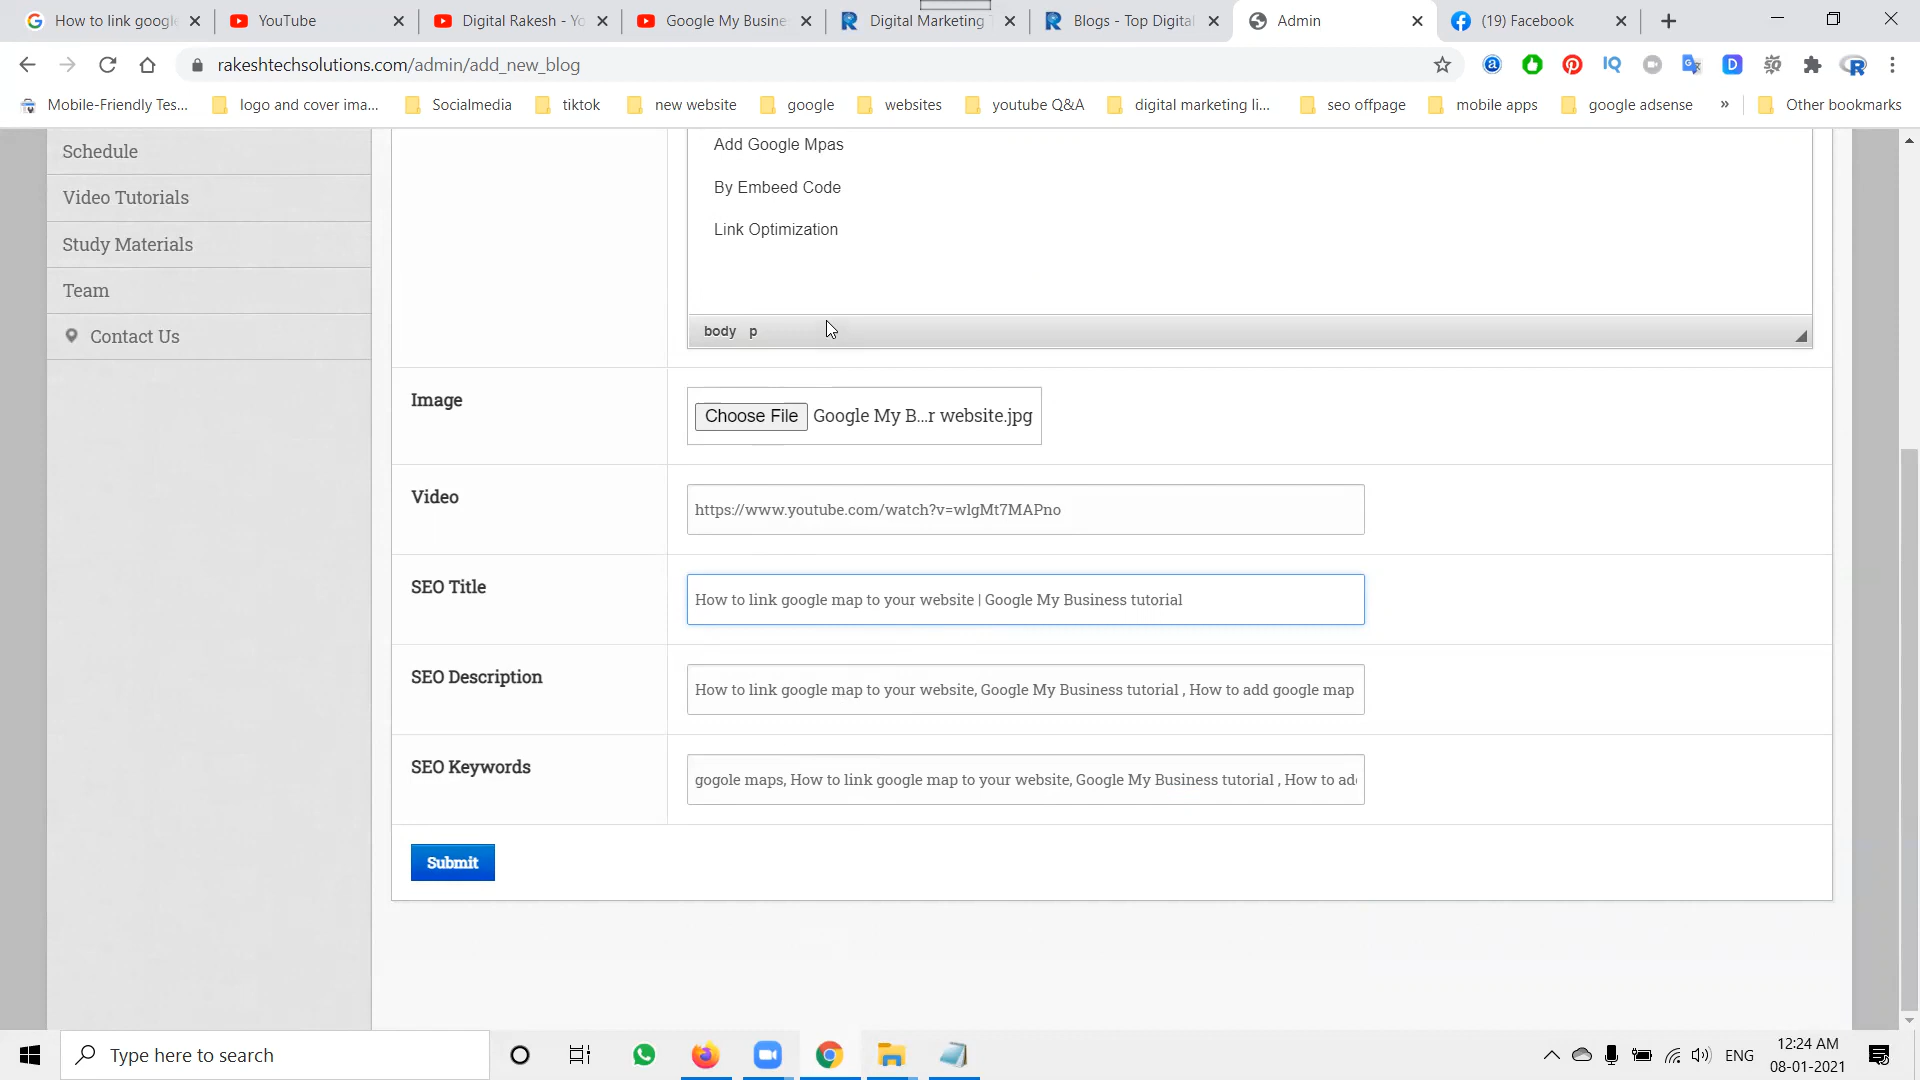 How to link google
YouTube
Digital Rakesh - Yo
Google My Busine
Digital Marketing
Blogs - Top Digital
Admin
(19) Facebook
rakeshtechsolutions.com/admin/add_new_blog
Mobile-Friendly Tes...
logo and cover ima...
Socialmedia
tiktok
new website
google
websites
youtube Q&A
digital marketing li...
seo offpage
mobile apps
google adsense
»
Other bookmarks
Schedule
Video Tutorials
Study Materials
Team
Contact Us
Add Google Mpas
By Embeed Code
Link Optimization
body p
Image
Choose File Google My B...r website.jpg
Video
https://www.youtube.com/watch?v=wlgMt7MAPno
SEO Title
How to link google map to your website | Google My Business tutorial
SEO Description
How to link google map to your website, Google My Business tutorial , How to add google map
SEO Keywords
gogole maps, How to link google map to your website, Google My Business tutorial , How to ad
Submit
Type here to search
ENG
12:24 AM
08-01-2021